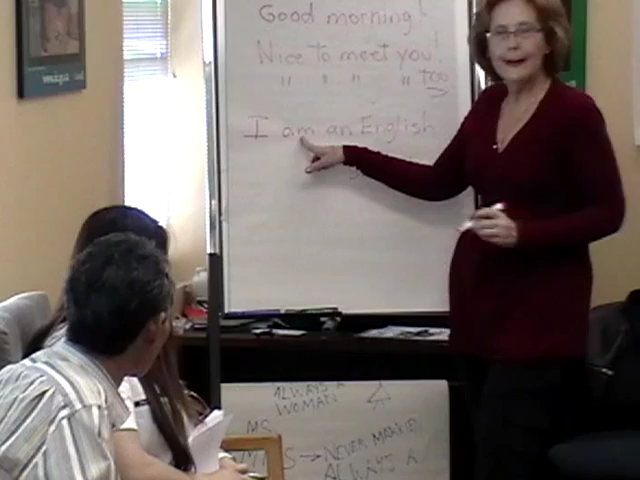 Good morning!
Nice to meet you!
" " " " too
I am an English
ALWAYS A
WOMAN
MS
S → NEVER MARRIED
ALWAYS A